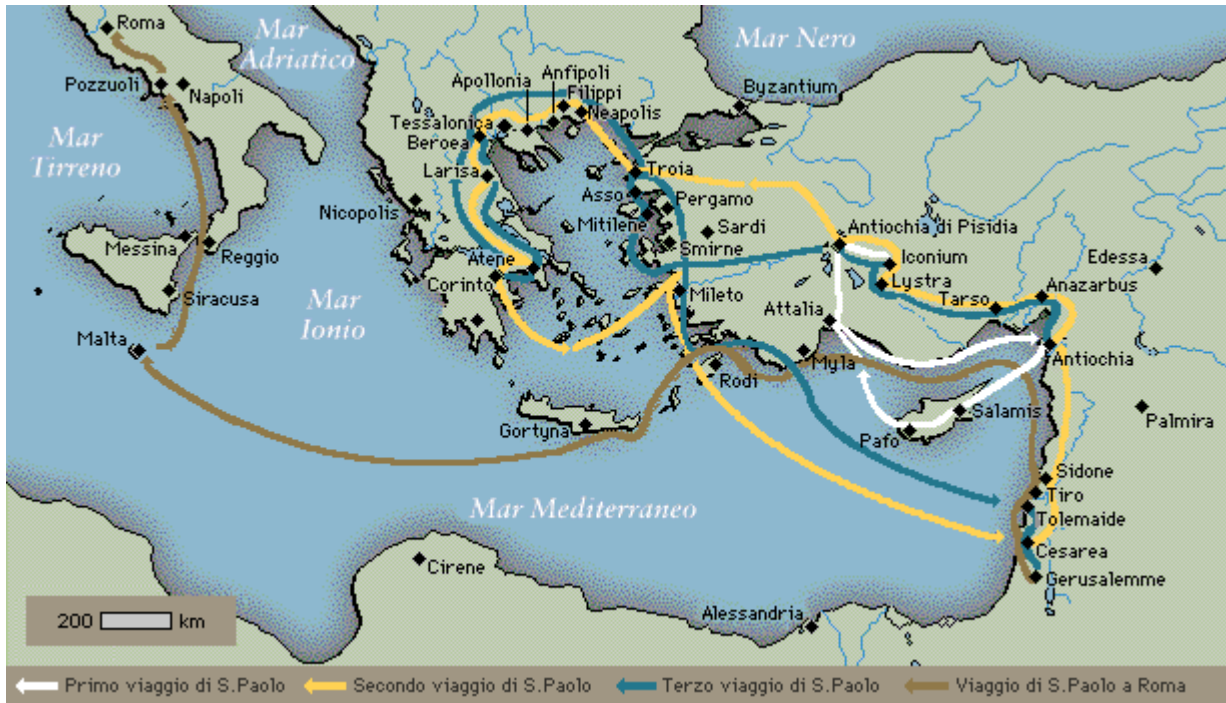 Roma
Mar
Adriatico
Mar Nero
Pozzuoli
Napoli
Apollonia
Anfipoli
Filippi
Neapolis
Byzantium
Tessalonica
Beroea
Mar
Tirreno
Larisa
Troia
Asso
Pergamo
Nicopolis
Mitilene
Sardi
Antiochia di Pisidia
Messina
Reggio
Smirne
Iconium
Edessa
Atene
Lystra
Anazarbus
Siracusa
Corinto
Mileto
Attalia
Tarso
Mar
Ionio
Malta
Myla
Antiochia
Rodi
Salamis
Palmira
Gortyna
Pafo
Sidone
Tiro
Mar Mediterraneo
Tolemaide
Cesarea
Cirene
Gerusalemme
Alessandria
200 km
Primo viaggio di S.Paolo
Secondo viaggio di S.Paolo
Terzo viaggio di S.Paolo
Viaggio di S.Paolo a Roma